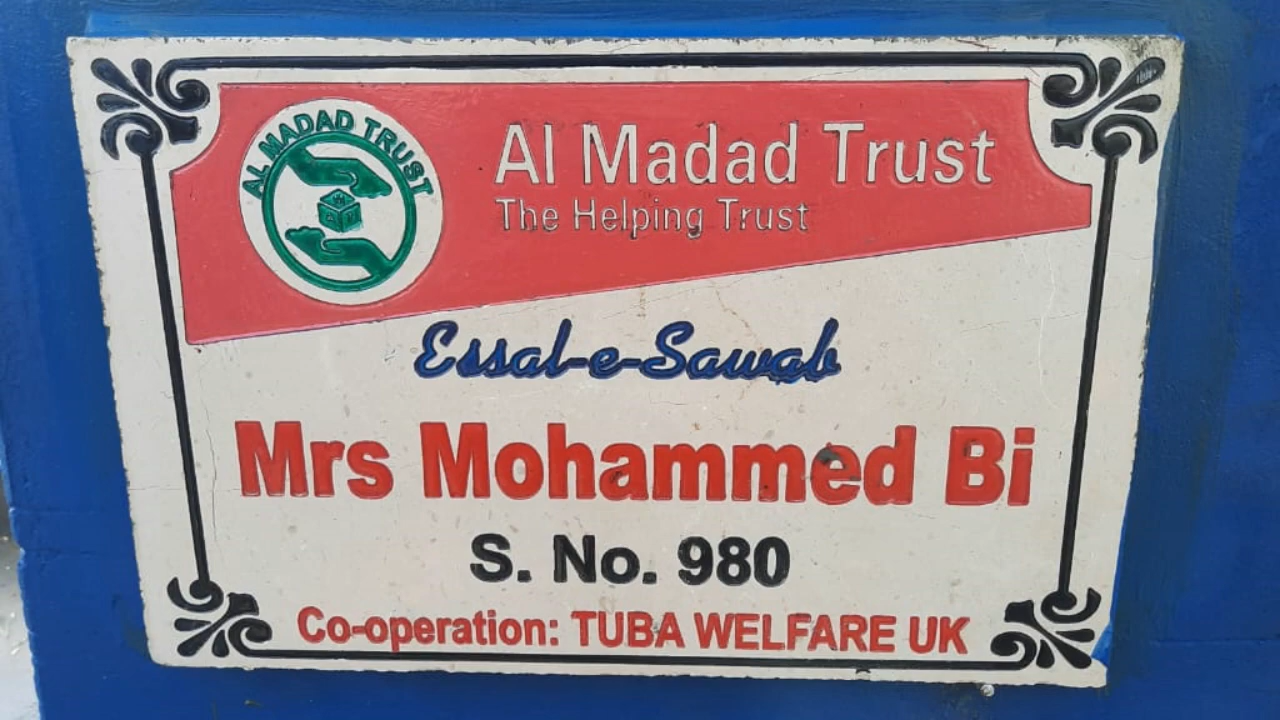 AL MADAD TRUST
Al Madad Trust
The Helping Trust
Essal-e-Sawab
Mrs Mohammed Bi
S. No. 980
Co-operation: TUBA WELFARE UK